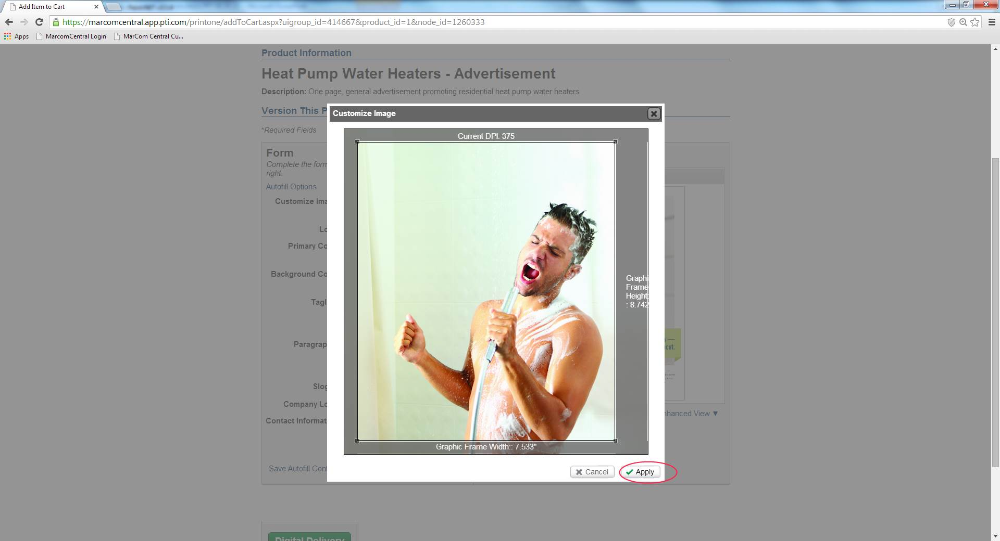 Add Item to Cart
https://marcomcentral.app.pti.com/printone/addToCart.aspx?uigroup_id=414667&product_id=1&node_id=1260333
Apps
MarcomCentral Login
MarCom Central Cu...
Product Information
Heat Pump Water Heaters - Advertisement
Description: One page, general advertisement promoting residential heat pump water heaters
Version This P
Customize Image
*Required Fields
Current DPI: 375
Form
Complete the form
right.
Autofill Options
Customize Ima
Lo
Primary Co
Background Co
Graphi
Frame
Height:
: 8.742
Tagl
Paragrap
y —
out.
Slog
Company Lo
nhanced View ▼
Contact Informat
Graphic Frame Width:: 7.533"
Save Autofill Cont
Cancel
Apply
Digital Delivery